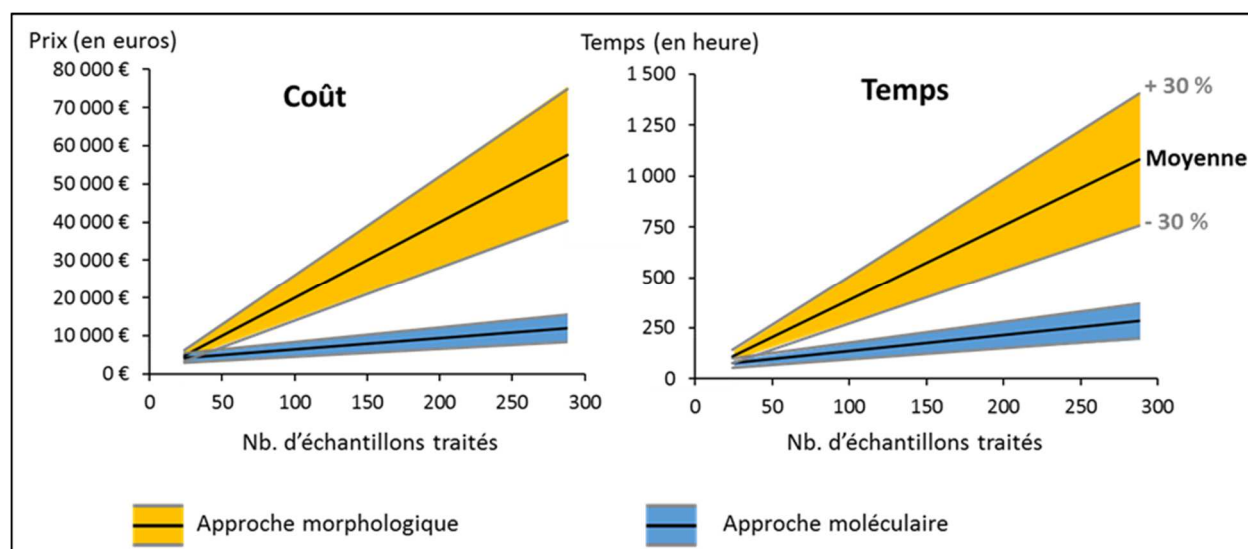 Prix (en euros)
80 000 €
70 000 €
60 000 €
50 000 €
40 000 €
30 000 €
20 000 €
10 000 €
0 €
Coût
0 50 100 150 200 250 300
Nb. d'échantillons traités
Temps (en heure)
1 500
1 250
1 000
750
500
250
0
Temps
+ 30 %
Moyenne
- 30 %
0 50 100 150 200 250 300
Nb. d'échantillons traités
Approche morphologique
Approche moléculaire